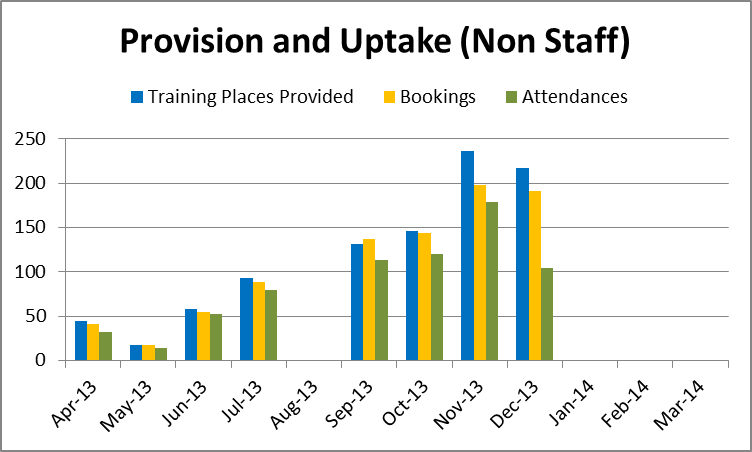 Provision and Uptake (Non Staff)
Training Places Provided Bookings Attendances
250
200
150
100
50
0
Apr-13 May-13 Jun-13 Jul-13 Aug-13 Sep-13 Oct-13 Nov-13 Dec-13 Jan-14 Feb-14 Mar-14